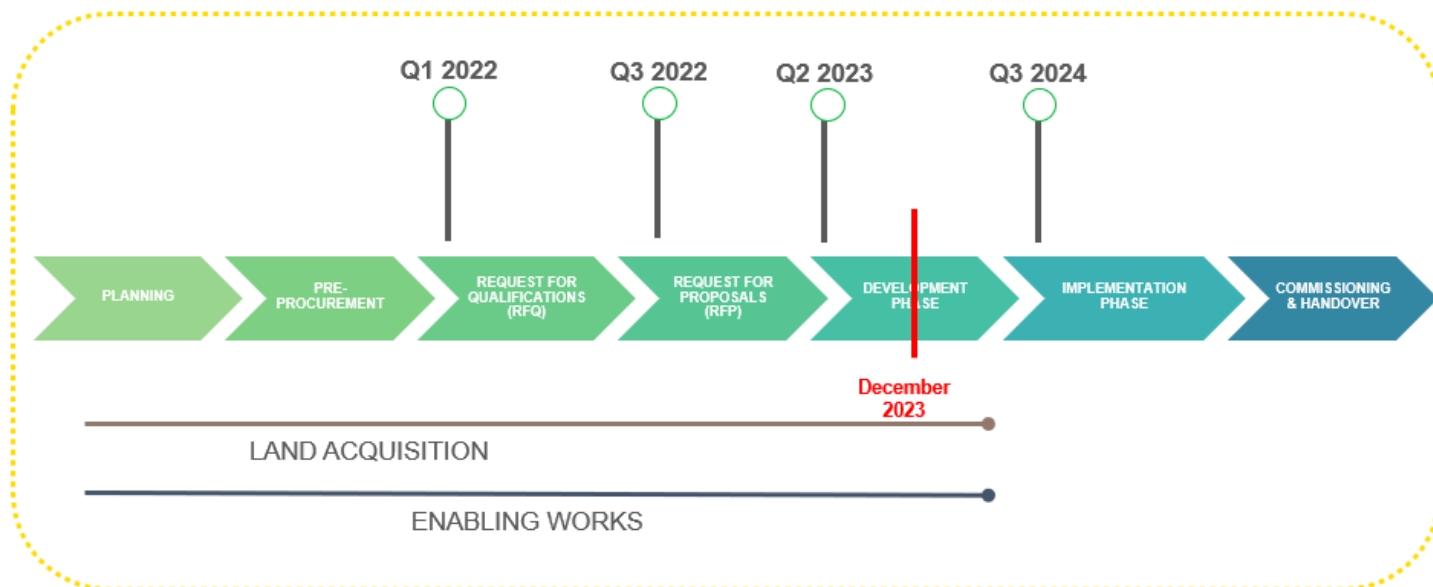 Q1 2022
Q3 2022
Q2 2023
Q3 2024
PLANNING
PRE-
PROCUREMENT
REQUEST FOR
QUALIFICATIONS
(RFQ)
REQUEST FOR
PROPOSALS
(RFP)
DEVELOPMENT
PHASE
IMPLEMENTATION
PHASE
COMMISSIONING
& HANDOVER
December
2023
LAND ACQUISITION
ENABLING WORKS